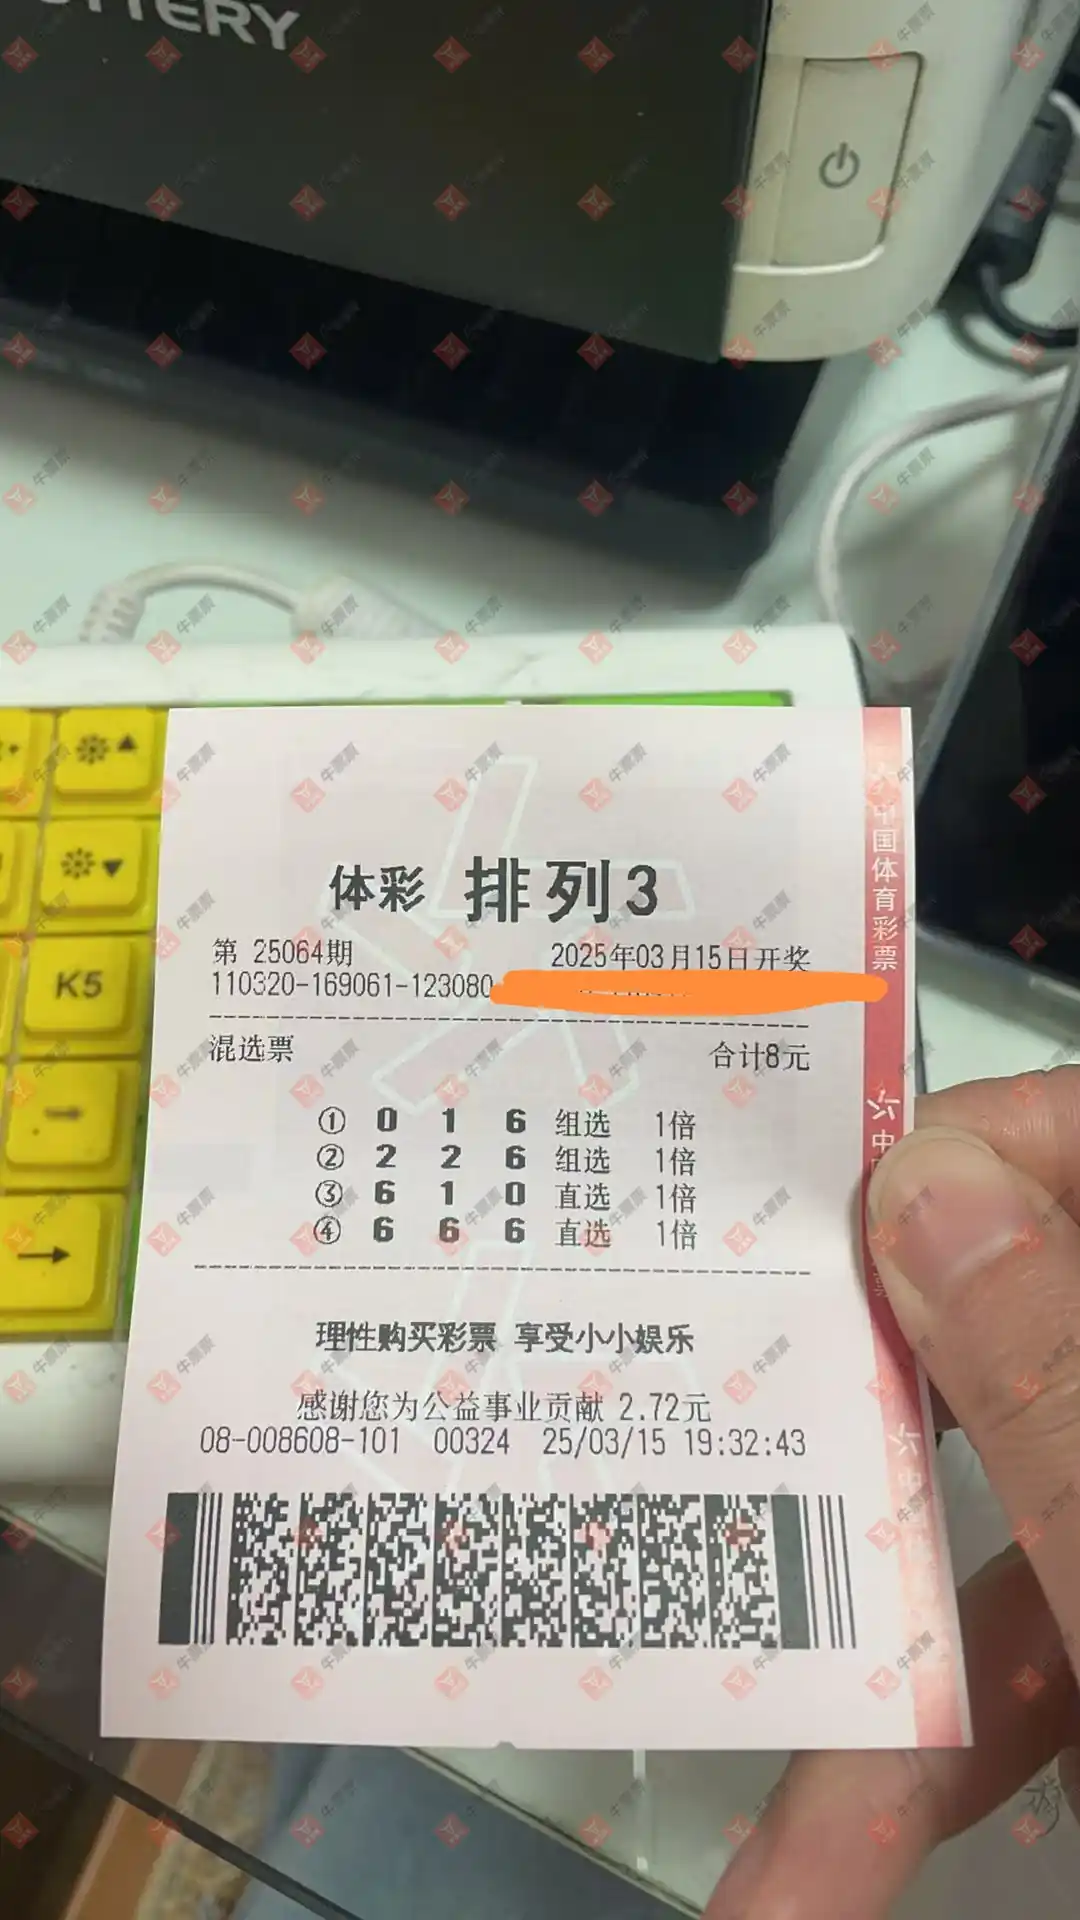 TTERY
K5
体彩 排列3
第 25064期 2025年03月15日开奖
110320-169061-123080
混选票 合计8元
① 0 1 6 组选 1倍
② 2 2 6 组选 1倍
③ 6 1 0 直选 1倍
④ 6 6 6 直选 1倍
理性购买彩票 享受小小娱乐
感谢您为公益事业贡献 2.72元
08-008608-101 00324 25/03/15 19:32:43
中国体育彩票
牛票票